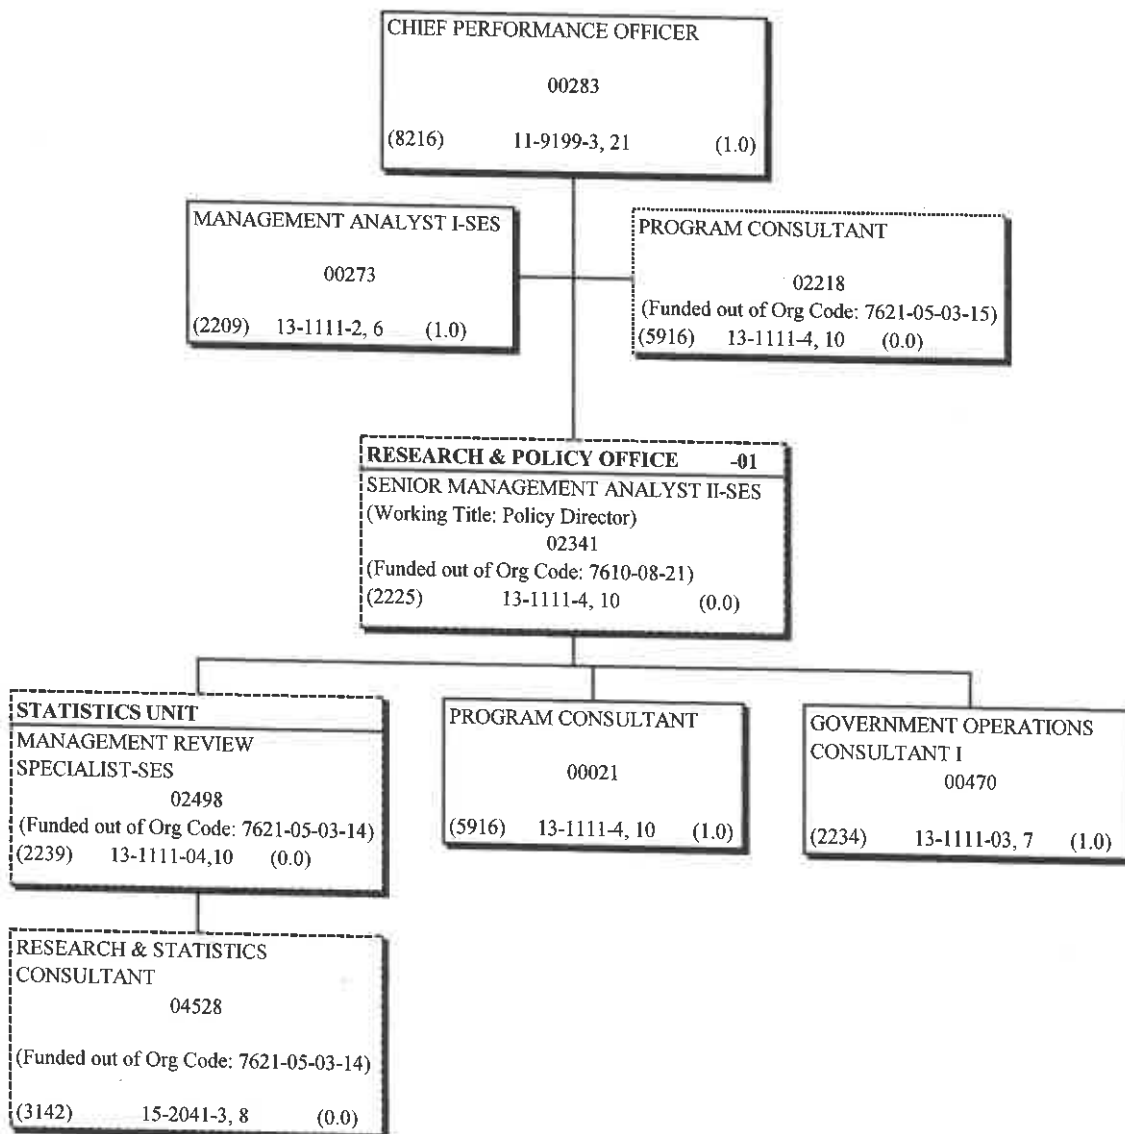 CHIEF PERFORMANCE OFFICER
00283
(8216) 11-9199-3, 21 (1.0)
MANAGEMENT ANALYST I-SES
00273
(2209) 13-1111-2, 6 (1.0)
PROGRAM CONSULTANT
02218
(Funded out of Org Code: 7621-05-03-15)
(5916) 13-1111-4, 10 (0.0)
RESEARCH & POLICY OFFICE -01
SENIOR MANAGEMENT ANALYST II-SES
(Working Title: Policy Director)
02341
(Funded out of Org Code: 7610-08-21)
(2225) 13-1111-4, 10 (0.0)
STATISTICS UNIT
MANAGEMENT REVIEW
SPECIALIST-SES
02498
(Funded out of Org Code: 7621-05-03-14)
(2239) 13-1111-04,10 (0.0)
PROGRAM CONSULTANT
00021
(5916) 13-1111-4, 10 (1.0)
GOVERNMENT OPERATIONS
CONSULTANT I
00470
(2234) 13-1111-03, 7 (1.0)
RESEARCH & STATISTICS
CONSULTANT
04528
(Funded out of Org Code: 7621-05-03-14)
(3142) 15-2041-3, 8 (0.0)